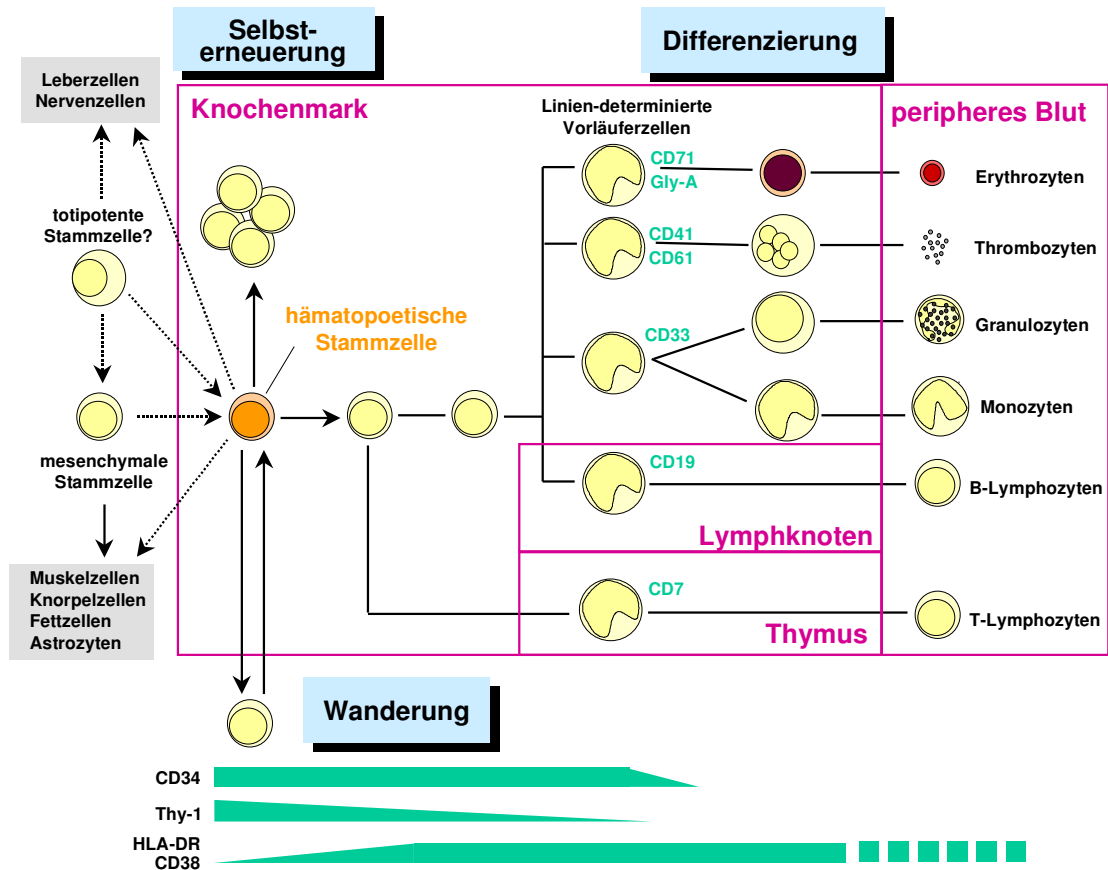 Selbst-
erneuerung
Differenzierung
Leberzellen
Nervenzellen
Knochenmark
Linien-determinierte
Vorläuferzellen
peripheres Blut
CD71
Gly-A
Erythrozyten
totipotente
Stammzelle?
CD41
CD61
Thrombozyten
hämatopoetische
Stammzelle
CD33
Granulozyten
Monozyten
mesenchymale
Stammzelle
CD19
B-Lymphozyten
Lymphknoten
Muskelzellen
Knorpelzellen
Fettzellen
Astrozyten
CD7
T-Lymphozyten
Thymus
Wanderung
CD34
Thy-1
HLA-DR
CD38